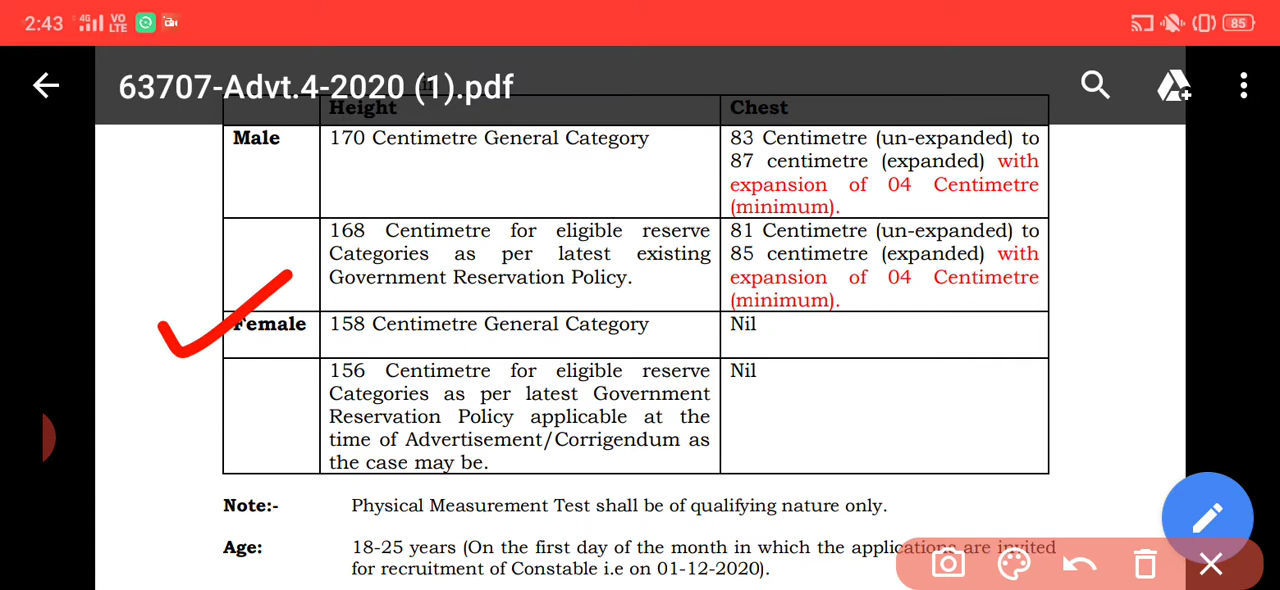 2:43 4G VO LTE 85
63707-Advt.4-2020 (1).pdf
Height Chest
Male 170 Centimetre General Category 83 Centimetre (un-expanded) to
87 centimetre (expanded) with
expansion of 04 Centimetre
(minimum).
168 Centimetre for eligible reserve 81 Centimetre (un-expanded) to
Categories as per latest existing 85 centimetre (expanded) with
Government Reservation Policy. expansion of 04 Centimetre
(minimum).
Female 158 Centimetre General Category Nil
156 Centimetre for eligible reserve Nil
Categories as per latest Government
Reservation Policy applicable at the
time of Advertisement/Corrigendum as
the case may be.
Note:- Physical Measurement Test shall be of qualifying nature only.
Age: 18-25 years (On the first day of the month in which the applications are invited
for recruitment of Constable i.e on 01-12-2020).